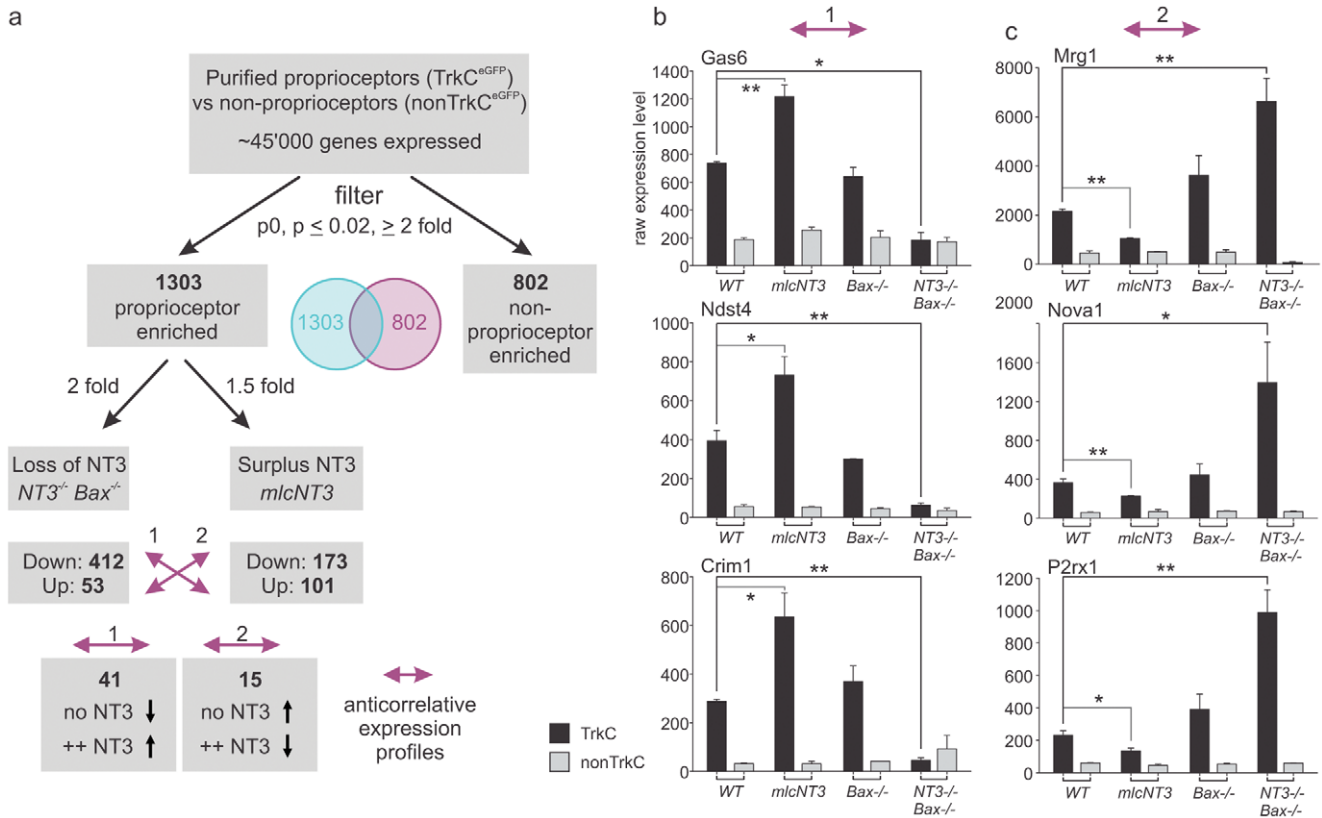 a
Purified proprioceptors (TrkC^eGFP)
vs non-proprioceptors (nonTrkC^eGFP)
~45'000 genes expressed
filter
p0, p ≤ 0.02, ≥ 2 fold
1303
proprioceptor
enriched
1303
802
802
non-
proprioceptor
enriched
2 fold
1.5 fold
Loss of NT3
NT3^-/- Bax^-/-
Surplus NT3
mlcNT3
1
2
Down: 412
Up: 53
Down: 173
Up: 101
1
2
41
no NT3 ↓
++ NT3 ↑
15
no NT3 ↑
++ NT3 ↓
anticorrelative
expression
profiles
TrkC
nonTrkC
b
1
raw expression level
Gas6
*
**
1400
1200
1000
800
600
400
200
0
WT
mlcNT3
Bax-/-
NT3-/-
Bax-/-
Ndst4
**
*
1000
800
600
400
200
0
WT
mlcNT3
Bax-/-
NT3-/-
Bax-/-
Crim1
**
*
800
600
400
200
0
WT
mlcNT3
Bax-/-
NT3-/-
Bax-/-
c
2
Mrg1
**
**
8000
6000
4000
2000
0
WT
mlcNT3
Bax-/-
NT3-/-
Bax-/-
Nova1
*
**
2000
1600
1200
800
400
0
WT
mlcNT3
Bax-/-
NT3-/-
Bax-/-
P2rx1
**
*
1200
1000
800
600
400
200
0
WT
mlcNT3
Bax-/-
NT3-/-
Bax-/-